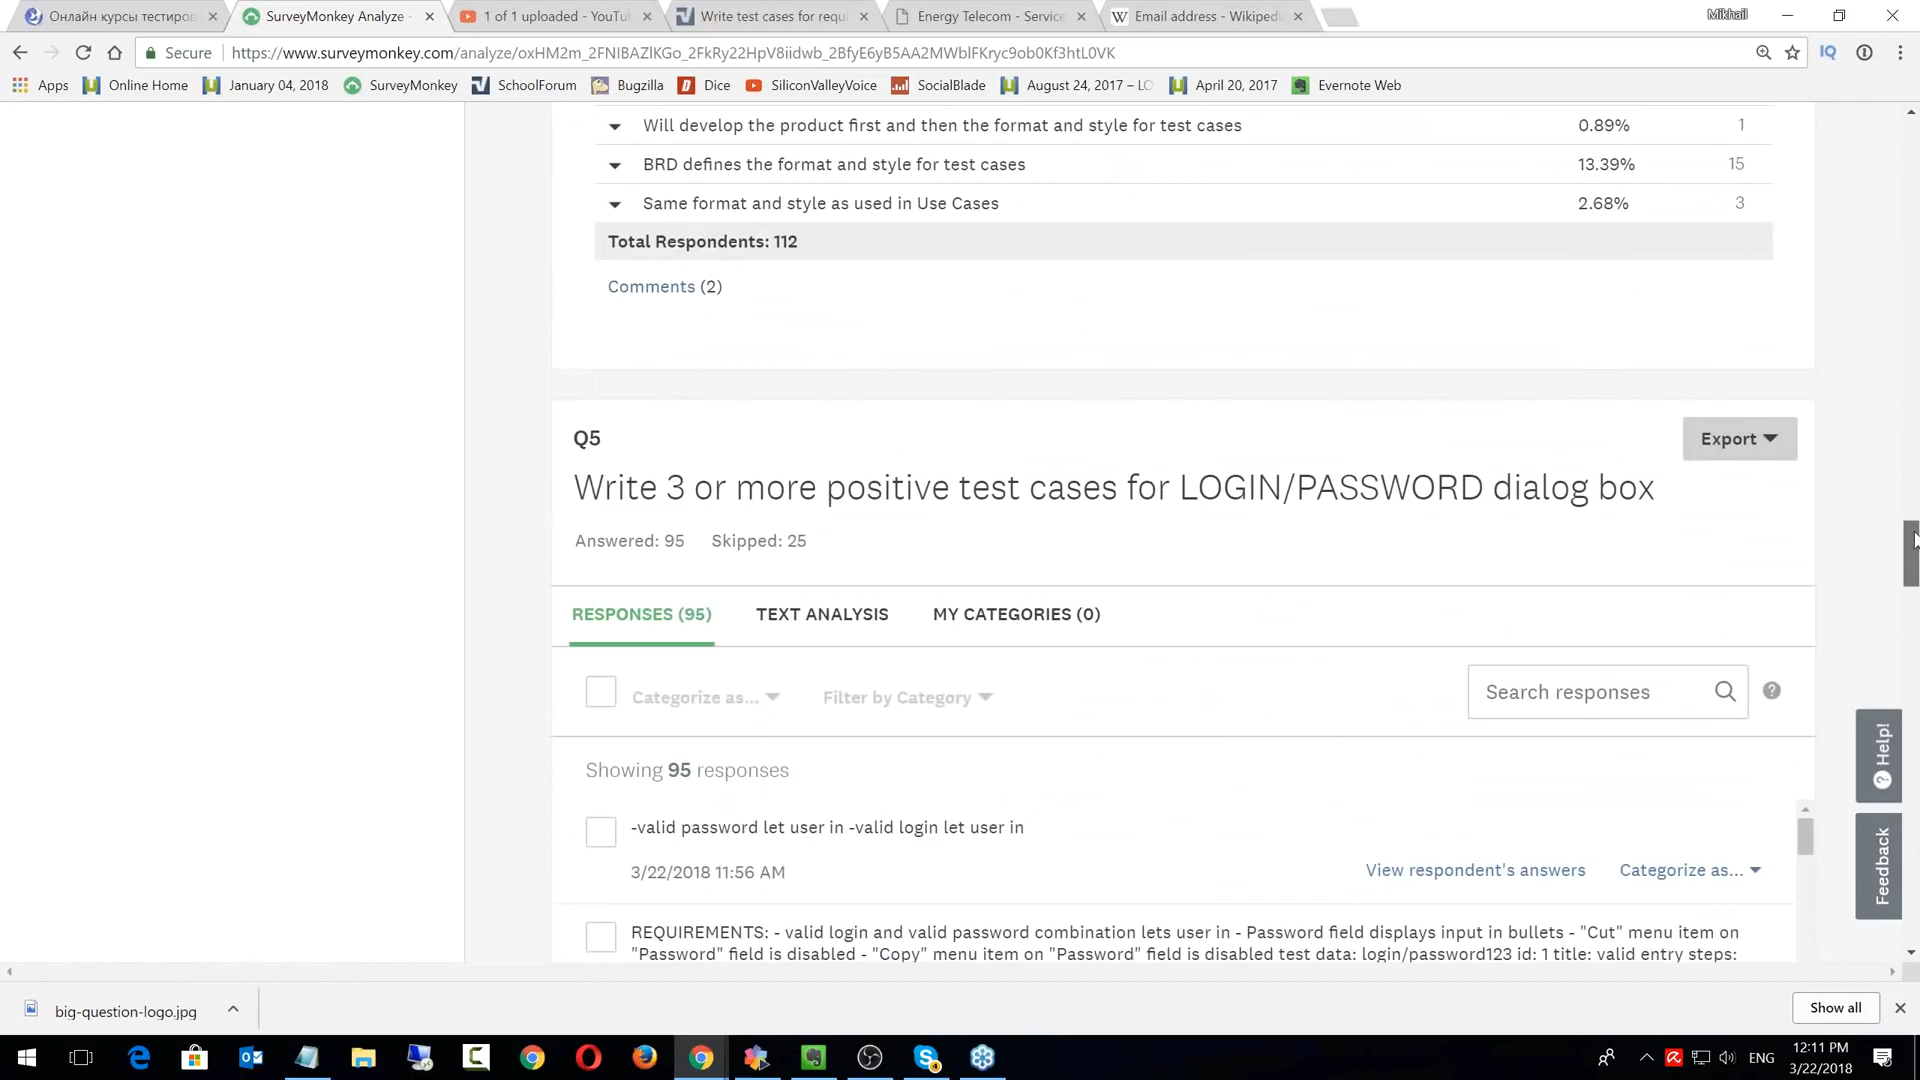 Онлайн курсы тестиров
SurveyMonkey Analyze -
1 of 1 uploaded - YouTu
Write test cases for requ
Energy Telecom - Service
Email address - Wikipedi
Mikhail
Secure
https://www.surveymonkey.com/analyze/oxHM2m_2FNIBAZlKGo_2FkRy22HpV8iidwb_2BfyE6yB5AA2MWblFKryc9ob0Kf3htL0VK
Apps
Online Home
January 04, 2018
SurveyMonkey
SchoolForum
Bugzilla
Dice
SiliconValleyVoice
SocialBlade
August 24, 2017 – LO
April 20, 2017
Evernote Web
Will develop the product first and then the format and style for test cases 0.89% 1
BRD defines the format and style for test cases 13.39% 15
Same format and style as used in Use Cases 2.68% 3
Total Respondents: 112
Comments (2)
Q5
Export
Write 3 or more positive test cases for LOGIN/PASSWORD dialog box
Answered: 95 Skipped: 25
RESPONSES (95) TEXT ANALYSIS MY CATEGORIES (0)
Categorize as... Filter by Category
Search responses
?
Showing 95 responses
-valid password let user in -valid login let user in
3/22/2018 11:56 AM
View respondent's answers Categorize as...
REQUIREMENTS: - valid login and valid password combination lets user in - Password field displays input in bullets - "Cut" menu item on
"Password" field is disabled - "Copy" menu item on "Password" field is disabled test data: login/password123 id: 1 title: valid entry steps:
? Help!
Feedback
big-question-logo.jpg
Show all
ENG
12:11 PM
3/22/2018